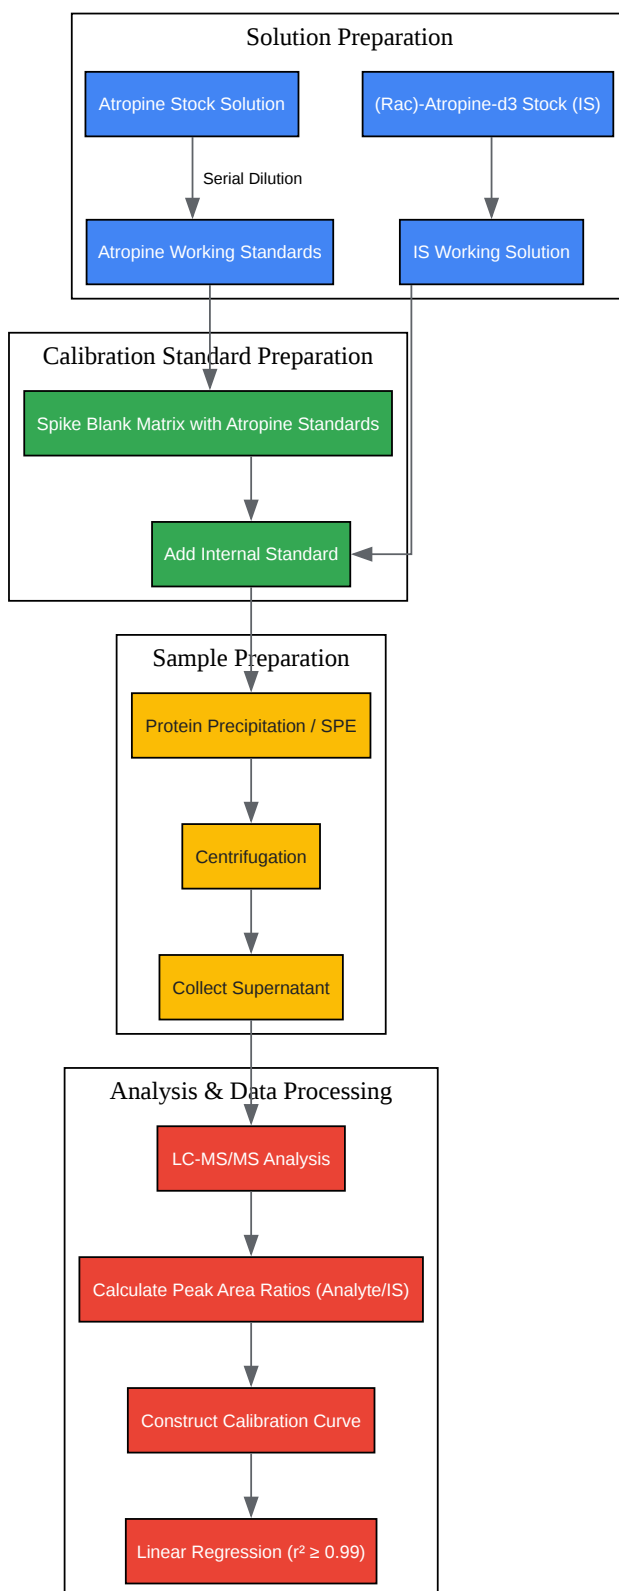 Solution Preparation
Atropine Stock Solution
(Rac)-Atropine-d3 Stock (IS)
Serial Dilution
Atropine Working Standards
IS Working Solution
Calibration Standard Preparation
Spike Blank Matrix with Atropine Standards
Add Internal Standard
Sample Preparation
Protein Precipitation / SPE
Centrifugation
Collect Supernatant
Analysis & Data Processing
LC-MS/MS Analysis
Calculate Peak Area Ratios (Analyte/IS)
Construct Calibration Curve
Linear Regression (r² ≥ 0.99)